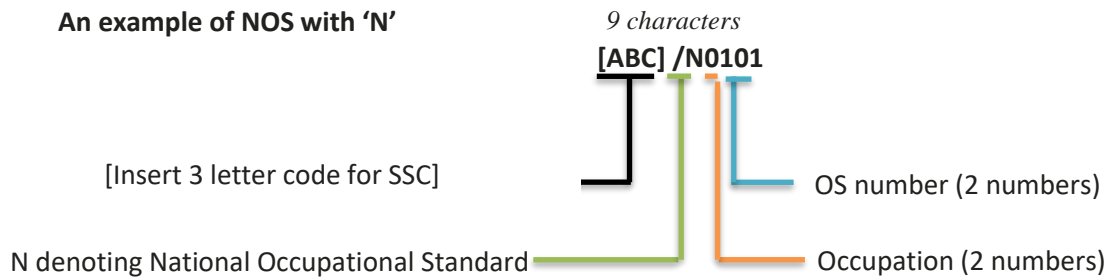 An example of NOS with ‘N’
9 characters
[ABC] /N0101
[Insert 3 letter code for SSC]
OS number (2 numbers)
N denoting National Occupational Standard
Occupation (2 numbers)